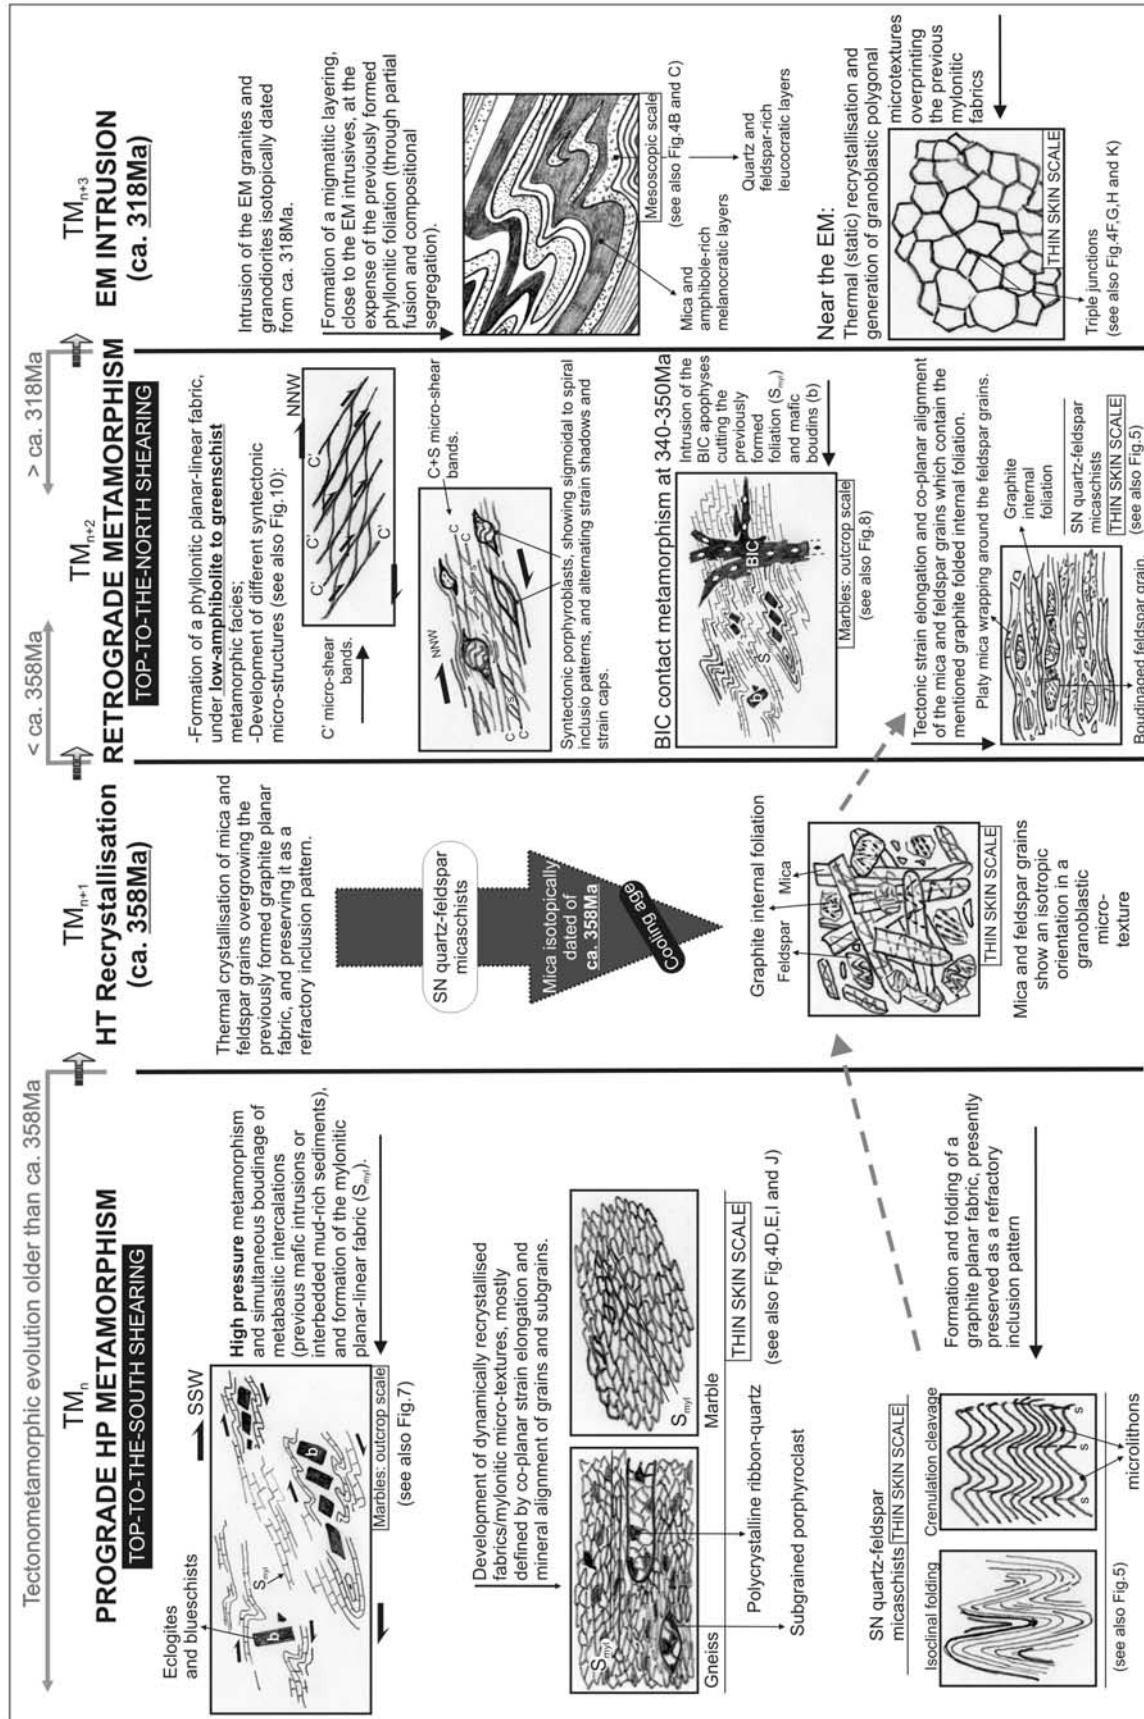 Tectonometamorphic evolution older than ca. 358Ma
< ca. 358Ma
> ca. 318Ma
TMn
PROGRADE HP METAMORPHISM
TOP-TO-THE-SOUTH SHEARING
Eclogites
and blueschists
SSW
Smyl
b
b
Marbles: outcrop scale
(see also Fig.7)
High pressure metamorphism
and simultaneous boudinage of
metabasitic intercalations
(previous mafic intrusions or
interbedded mud-rich sediments),
and formation of the mylonitic
planar-linear fabric (Smyl).
Development of dynamically recrystallised
fabrics/mylonitic micro-textures, mostly
defined by co-planar strain elongation and
mineral alignment of grains and subgrains.
Smyl
Gneiss
Smyl
Marble
THIN SKIN SCALE
(see also Fig.4D,E,I and J)
Polycrystalline ribbon-quartz
Subgrained porphyroclast
SN quartz-feldspar
micaschists THIN SKIN SCALE
Isoclinal folding
Crenulation cleavage
s
s
s
microlithons
(see also Fig.5)
Formation and folding of a
graphite planar fabric, presently
preserved as a refractory
inclusion pattern
TMn+1
HT Recrystallisation
(ca. 358Ma)
Thermal crystallisation of mica and
feldspar grains overgrowing the
previously formed graphite planar
fabric, and preserving it as a
refractory inclusion pattern.
SN quartz-feldspar
micaschists
Mica isotopically
dated of
ca. 358Ma
Cooling age
Graphite internal foliation
Feldspar
Mica
THIN SKIN SCALE
Mica and feldspar grains
show an isotropic
orientation in a
granoblastic
micro-
texture
TMn+2
RETROGRADE METAMORPHISM
TOP-TO-THE-NORTH SHEARING
-Formation of a phyllonitic planar-linear fabric,
under low-amphibolite to greenschist
metamorphic facies;
-Development of different syntectonic
micro-structures (see also Fig.10):
C' micro-shear
bands.
NNW
C'
C'
C'
C'
NNW
C+S micro-shear
bands.
C
C
C
C
S
S
Syntectonic porphyroblasts, showing sigmoidal to spiral
inclusio patterns, and alternating strain shadows and
strain caps.
BIC contact metamorphism at 340-350Ma
Intrusion of the
BIC apophyses
cutting the
previously
formed
foliation (Smyl)
and mafic
boudins (b)
BIC
S
b
Marbles: outcrop scale
(see also Fig.8)
Tectonic strain elongation and co-planar alignment
of the mica and feldspar grains which contain the
mentioned graphite folded internal foliation.
Platy mica wrapping around the feldspar grains.
Graphite
internal
foliation
SN quartz-feldspar
micaschists
THIN SKIN SCALE
(see also Fig.5)
Boudinaged feldspar grain.
TMn+3
EM INTRUSION
(ca. 318Ma)
Intrusion of the EM granites and
granodiorites isotopically dated
from ca. 318Ma.
Formation of a migmatitic layering,
close to the EM intrusives, at the
expense of the previously formed
phyllonitic foliation (through partial
fusion and compositional
segregation).
Mesoscopic scale
(see also Fig.4B and C)
Mica and
amphibole-rich
melanocratic layers
Quartz and
feldspar-rich
leucocratic layers
Near the EM:
Thermal (static) recrystallisation and
generation of granoblastic polygonal
microtextures
overprinting
the previous
mylonitic
fabrics
THIN SKIN SCALE
Triple junctions
(see also Fig.4F,G,H and K)